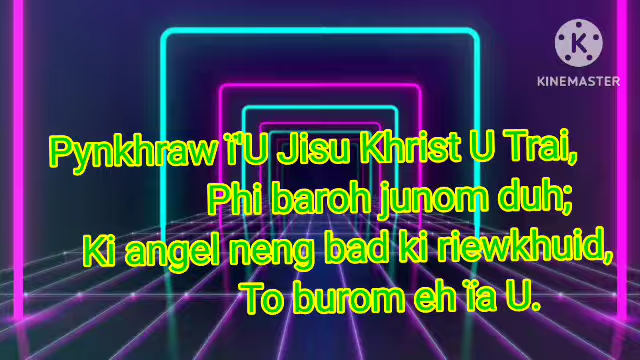 KINEMASTER
Pynkhraw ï'U Jisu Khrist U Trai,
Phi baroh junom duh;
Ki angel neng bad ki riewkhuid,
To burom eh ïa U.